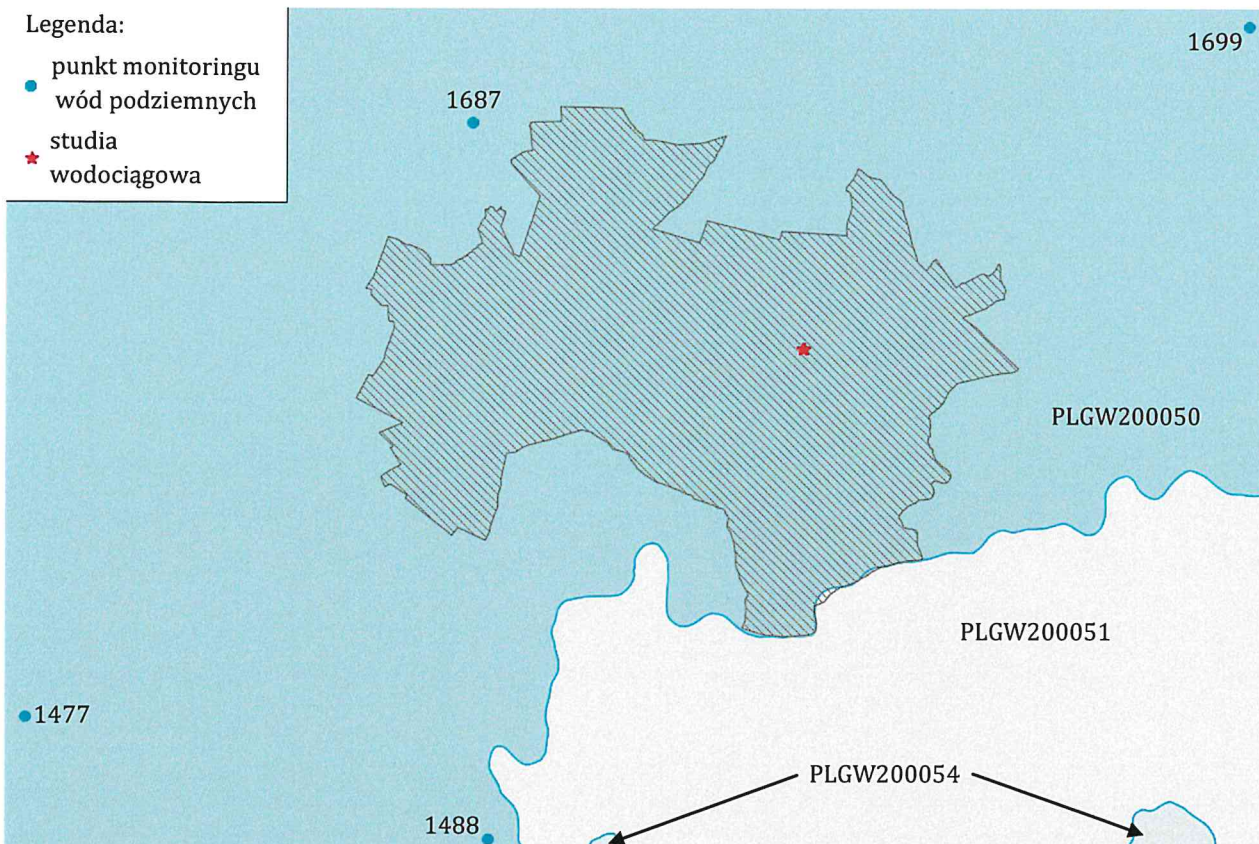 Legenda:
punkt monitoringu
wód podziemnych
studia
wodociągowa
1699
1687
PLGW200050
PLGW200051
1477
PLGW200054
1488